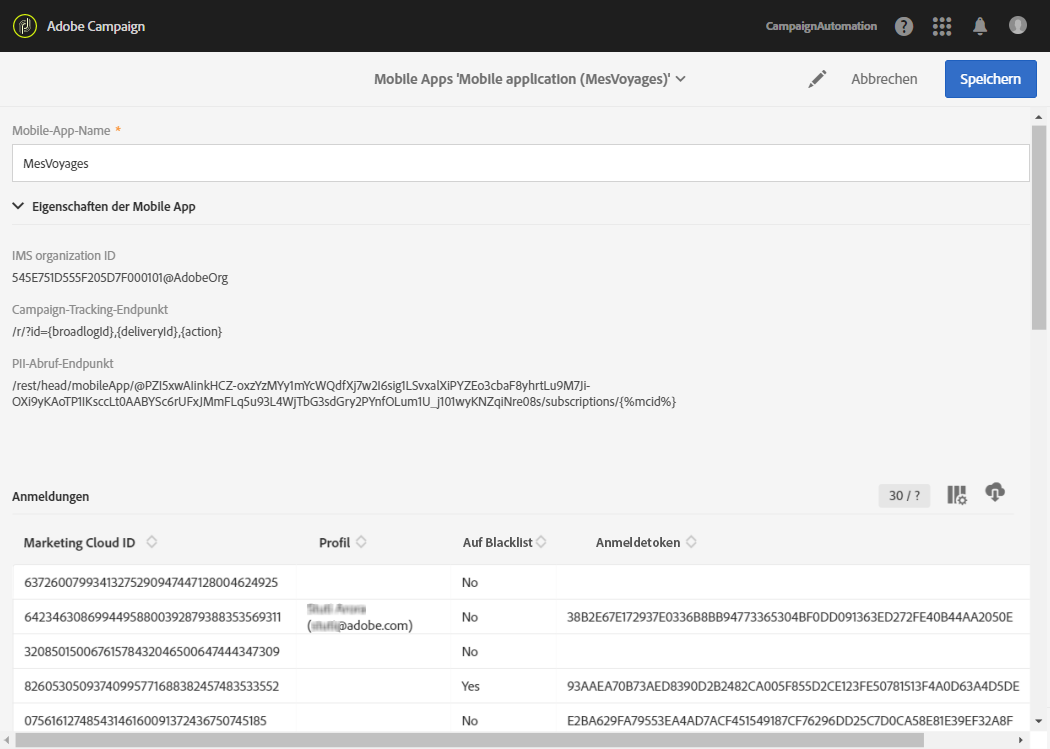 Adobe Campaign
CampaignAutomation
Mobile Apps 'Mobile application (MesVoyages)'
Abbrechen
Speichern
Mobile-App-Name *
MesVoyages
Eigenschaften der Mobile App
IMS organization ID
545E751D555F205D7F000101@AdobeOrg
Campaign-Tracking-Endpunkt
/r/?id={broadlogId},{deliveryId},{action}
PII-Abruf-Endpunkt
/rest/head/mobileApp/@PZI5xwAIinkHCZ-oxzYzMYy1mYcWQdfXj7w2I6sig1LSvxalXiPYZEo3cbaF8yhrtLu9M7Ji-
OXi9yKAoTP1IKsccLt0AABYSc6rUFxJMmFLq5u93L4WjTbG3sdGry2PYnfOLum1U_j101wyKNZqiNre08s/subscriptions/{%mcid%}
Anmeldungen
30 / ?
Marketing Cloud ID Profil Auf Blacklist Anmeldetoken
63726007993413275290947447128004624925 No
64234630869944958800392879388353569311 (@adobe.com) No 38B2E67E172937E0336B8BB94773365304BF0DD091363ED272FE40B44AA2050E
32085015006761578432046500647444347309 No
82605305093740995771688382457483533552 Yes 93AAEA70B73AED8390D2B2482CA005F855D2CE123FE50781513F4A0D63A4D5DE
07561612748543146160091372436750745185 No E2BA629FA79553EA4AD7ACF451549187CF76296DD25C7D0CA58E81E39EF32A8F